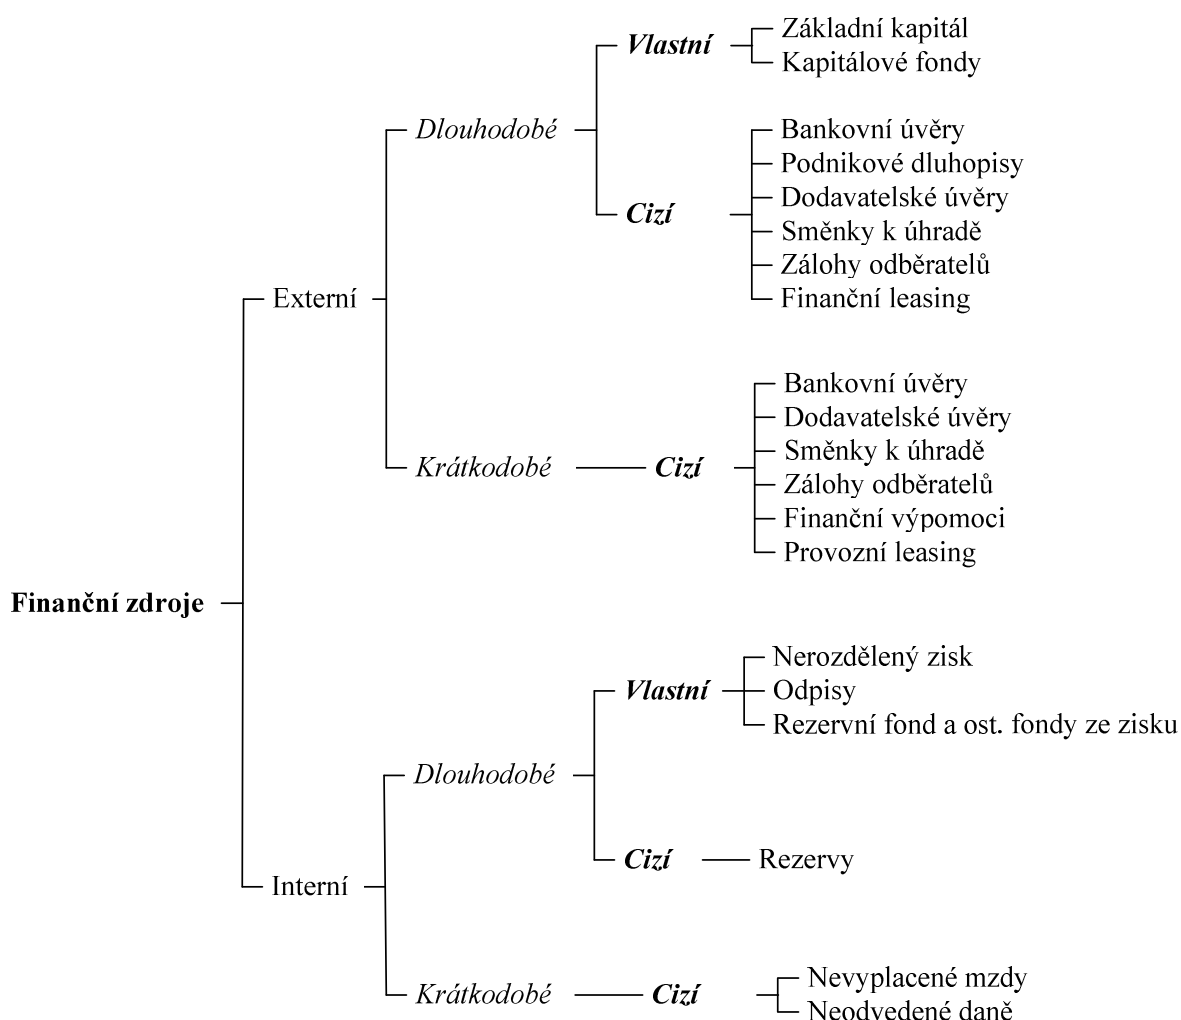 Finanční zdroje
Externí
Dlouhodobé
Vlastní
Základní kapitál
Kapitálové fondy
Cizí
Bankovní úvěry
Podnikové dluhopisy
Dodavatelské úvěry
Směnky k úhradě
Zálohy odběratelů
Finanční leasing
Krátkodobé
Cizí
Bankovní úvěry
Dodavatelské úvěry
Směnky k úhradě
Zálohy odběratelů
Finanční výpomoci
Provozní leasing
Interní
Dlouhodobé
Vlastní
Nerozdělený zisk
Odpisy
Rezervní fond a ost. fondy ze zisku
Cizí
Rezervy
Krátkodobé
Cizí
Nevyplacené mzdy
Neodvedené daně